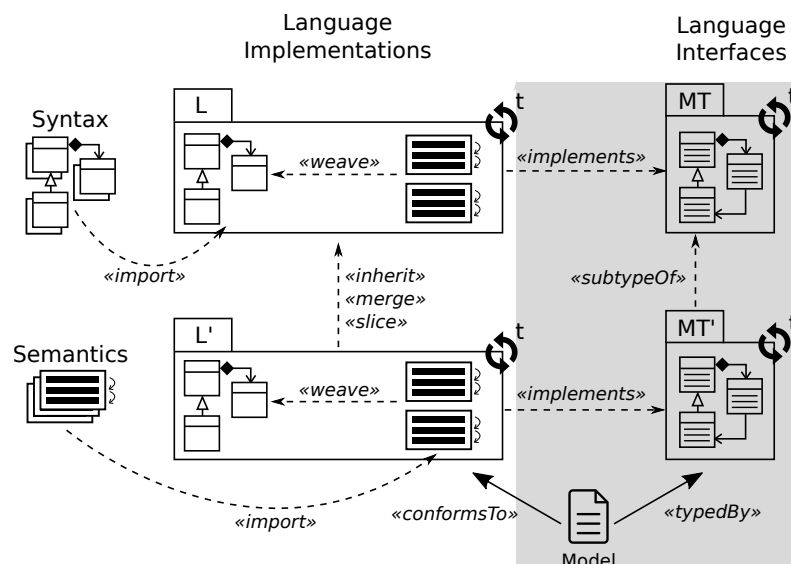 Language
Implementations
Language
Interfaces
L
t
MT
t
Syntax
«weave»
«implements»
«import»
«inherit»
«merge»
«slice»
«subtypeOf»
L'
t
MT'
t
Semantics
«weave»
«implements»
«import»
«conformsTo»
«typedBy»
Model